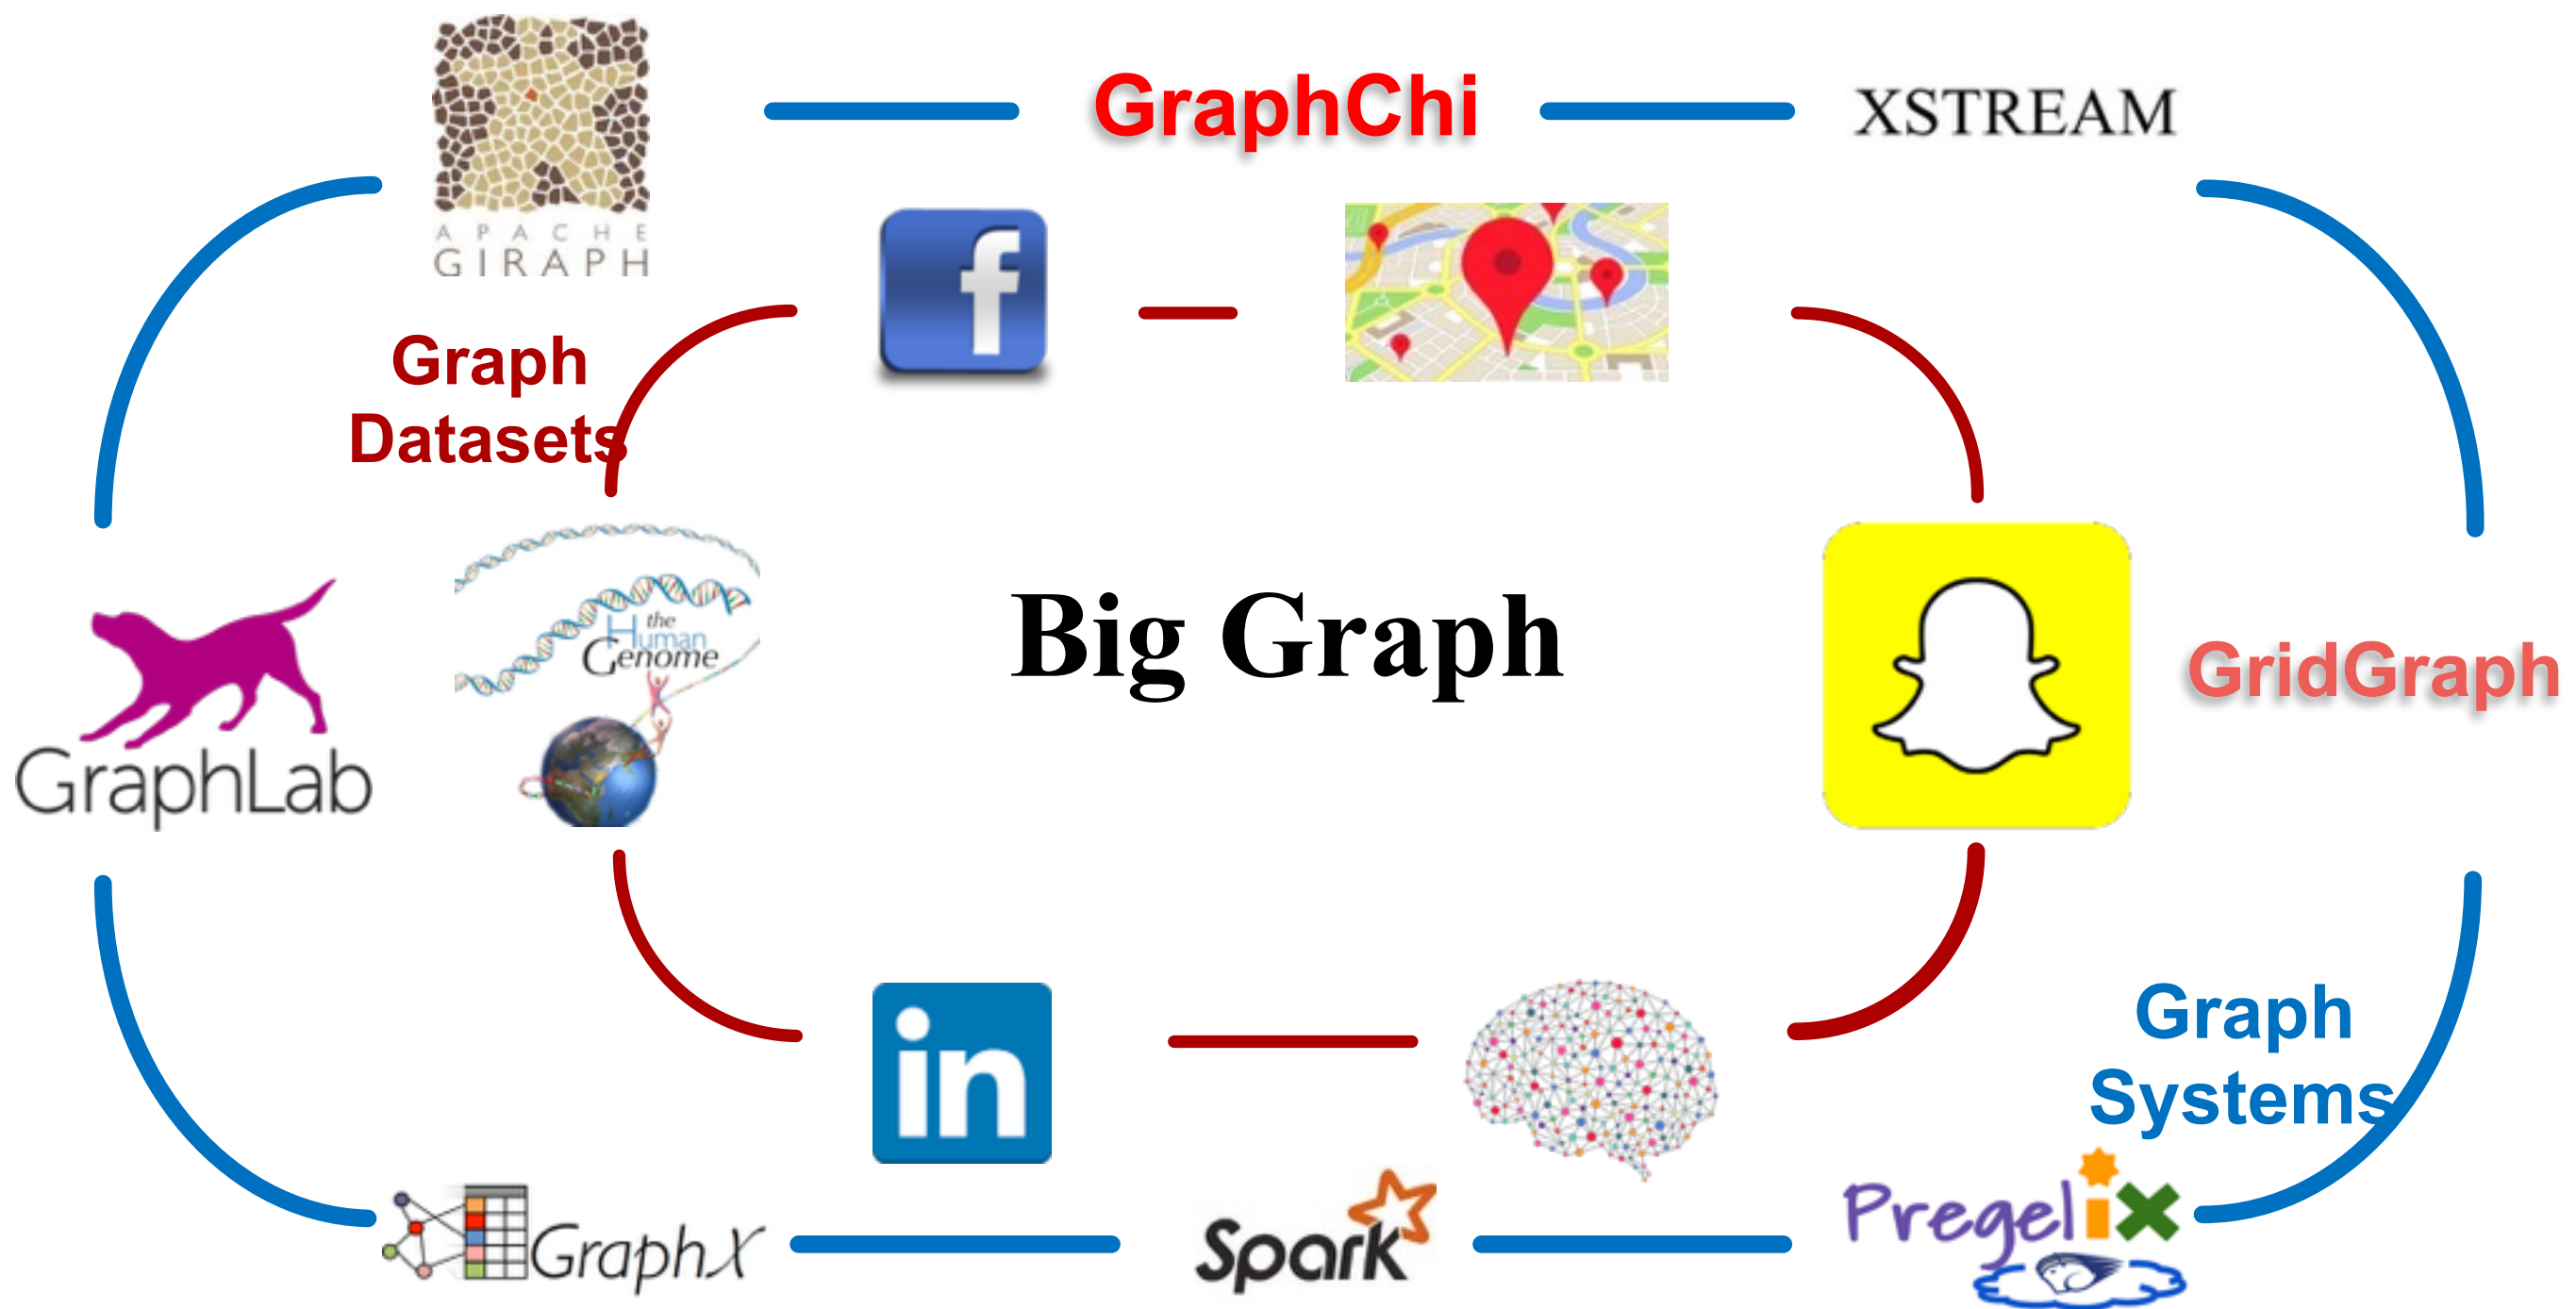 GraphChi
XSTREAM
APACHE
GIRAPH
f
Graph
Datasets
the
Human
Genome
Big Graph
GraphLab
GridGraph
in
Graph
Systems
GraphX
Spark
Pregelix